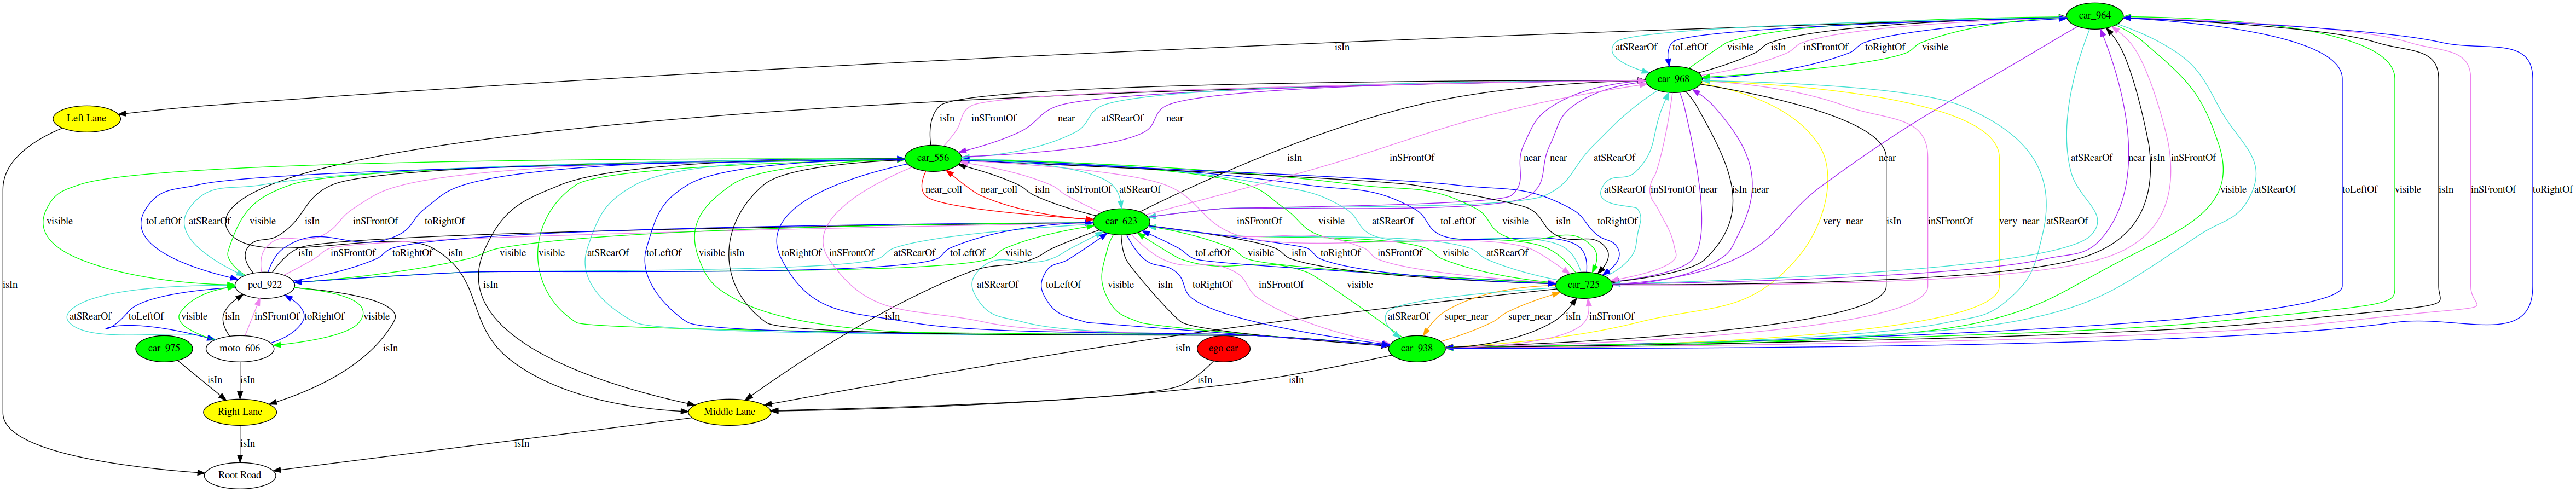 car_964
isIn
atSRearOf toLeftOf visible isIn inSFrontOf toRightOf visible
car_968
Left Lane
isIn inSFrontOf near atSRearOf near
car_556
isIn inSFrontOf near near atSRearOf atSRearOf inSFrontOf near isIn near very_near isIn inSFrontOf very_near atSRearOf near atSRearOf near isIn inSFrontOf visible atSRearOf toLeftOf visible isIn inSFrontOf toRightOf
near_coll near_coll isIn inSFrontOf atSRearOf
visible toLeftOf atSRearOf visible isIn inSFrontOf toRightOf
car_623
inSFrontOf visible atSRearOf toLeftOf visible isIn toRightOf
isIn inSFrontOf toRightOf isIn visible visible atSRearOf toLeftOf visible isIn toRightOf inSFrontOf atSRearOf toLeftOf visible
toLeftOf visible isIn toRightOf inSFrontOf visible atSRearOf
ped_922
isIn isIn atSRearOf toLeftOf visible isIn toRightOf inSFrontOf visible
car_725
atSRearOf toLeftOf visible isIn inSFrontOf toRightOf visible isIn atSRearOf super_near super_near isIn inSFrontOf
car_975
moto_606
isIn isIn isIn
ego car
car_938
isIn isIn isIn isIn
Right Lane
Middle Lane
isIn isIn
Root Road